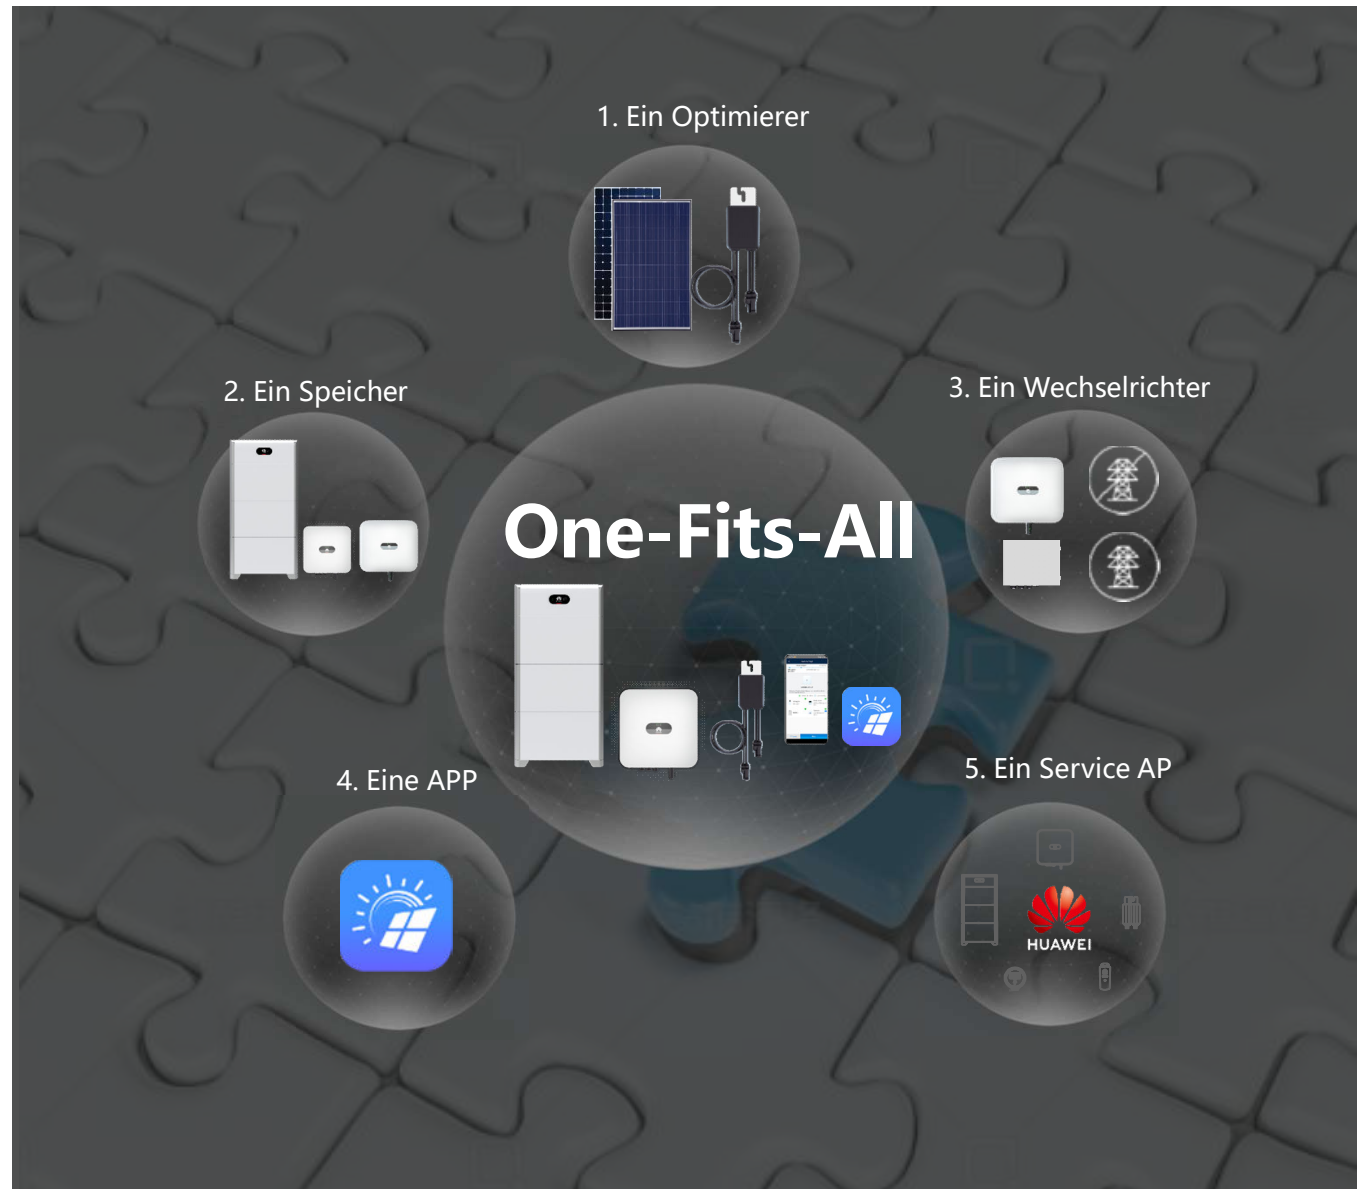 1. Ein Optimierer
2. Ein Speicher
3. Ein Wechselrichter
One-Fits-All
4. Eine APP
5. Ein Service AP
HUAWEI